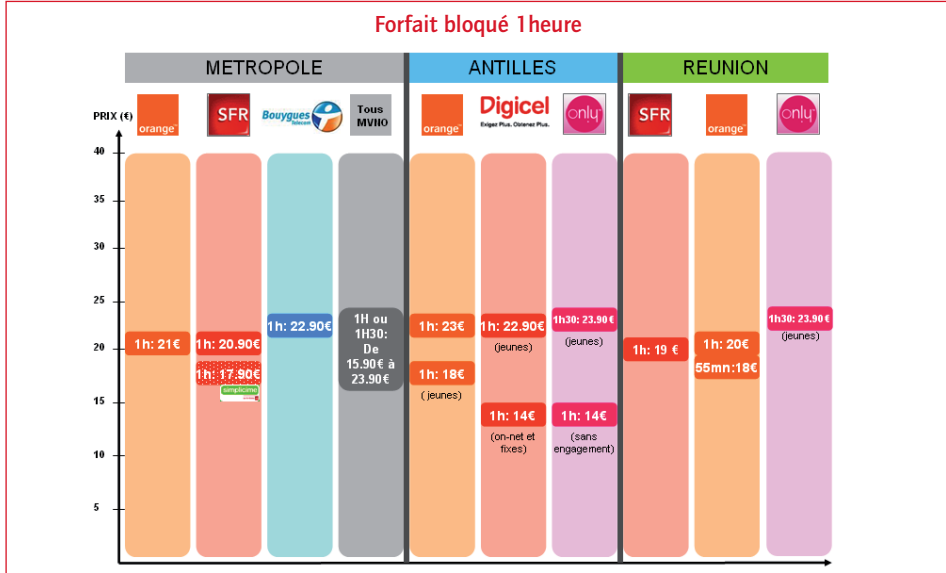 Forfait bloqué 1heure
METROPOLE
ANTILLES
REUNION
PRIX (€)
orange™
SFR
Bouygues
Telecom
Tous
MVNO
orange™
Digicel
Exigez Plus. Obtenez Plus.
only
SFR
orange™
only
40
35
30
25
20
15
10
5
1h: 21€
1h: 20.90€
1h: 17.90€
simplicime
1h: 22.90€
1H ou
1H30:
De
15.90€ à
23.90€
1h: 23€
1h: 18€
( jeunes)
1h: 22.90€
(jeunes)
1h: 14€
(on-net et
fixes)
1h30: 23.90€
(jeunes)
1h: 14€
(sans
engagement)
1h: 19 €
1h: 20€
55mn:18€
1h30: 23.90€
(jeunes)